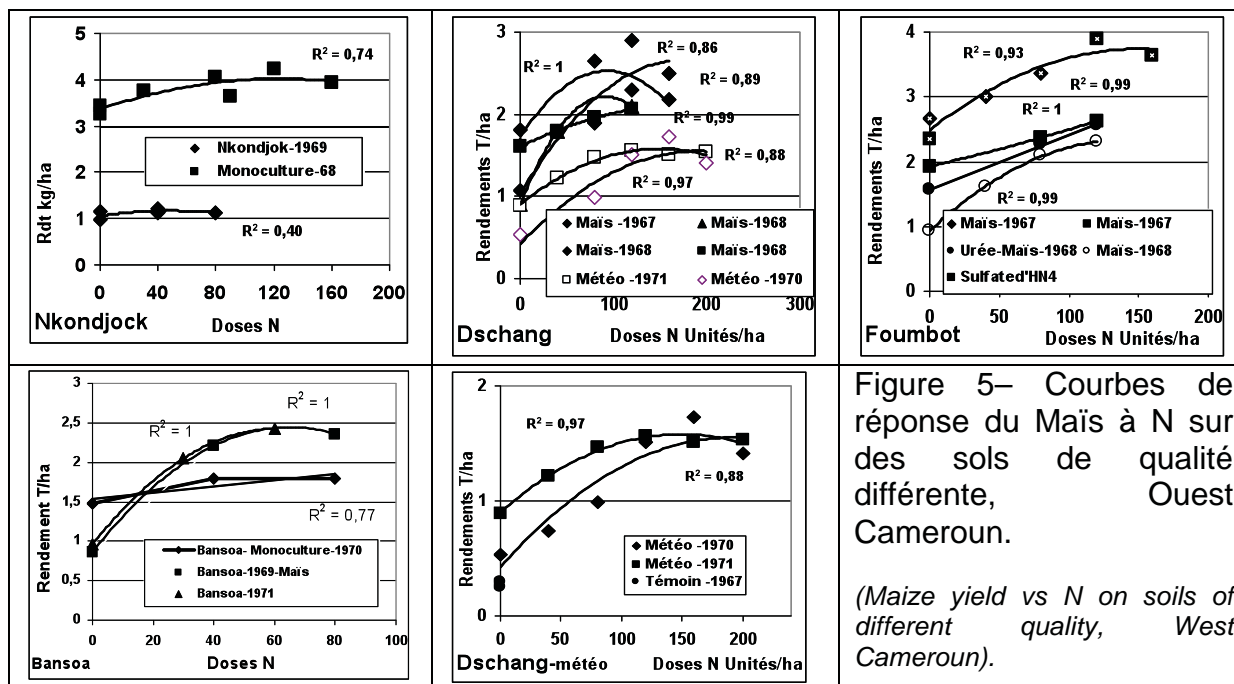 R² = 0,74
5
4
3
2
1
0
Rdt kg/ha
Nkondjok-1969
Monoculture-68
R² = 0,40
0 40 80 120 160 200
Nkondjock
Doses N
3
2
1
0
Rendements T/ha
R² = 1
R² = 0,86
R² = 0,89
R² = 0,99
R² = 0,88
R² = 0,97
Maïs -1967 Maïs-1968
Maïs-1968 Maïs-1968
Météo -1971 Météo -1970
0 100 200 300
Dschang
Doses N Unités/ha
4
3
2
1
0
Rendements T/ha
R² = 0,93
R² = 0,99
R² = 1
R² = 0,99
Maïs-1967 Maïs-1967
Urée-Maïs-1968 Maïs-1968
Sulfated'HN4
0 50 100 150 200
Foumbot
Doses N Unités/ha
3
2,5
2
1,5
1
0,5
0
Rendement T/ha
R² = 1
R² = 1
R² = 0,77
Bansoa- Monoculture-1970
Bansoa-1969-Maïs
Bansoa-1971
0 20 40 60 80 100
Bansoa
Doses N
2
1
0
Rendements T/ha
R² = 0,97
R² = 0,88
Météo -1970
Météo -1971
Témoin -1967
0 50 100 150 200
Dschang-météo
Doses N Unités/ha
Figure 5– Courbes de
réponse du Maïs à N sur
des sols de qualité
différente, Ouest
Cameroun.
(Maize yield vs N on soils of
different quality, West
Cameroun).